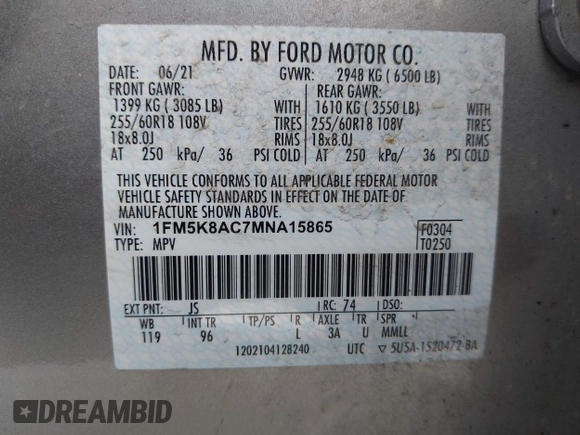 MFD. BY FORD MOTOR CO.
DATE: 06/21 GVWR: 2948 KG ( 6500 LB)
FRONT GAWR: REAR GAWR:
1399 KG ( 3085 LB) WITH 1610 KG ( 3550 LB) WITH
255/60R18 108V TIRES 255/60R18 108V TIRES
18x8.0J RIMS 18x8.0J RIMS
AT 250 kPa/ 36 PSI COLD AT 250 kPa/ 36 PSI COLD
THIS VEHICLE CONFORMS TO ALL APPLICABLE FEDERAL MOTOR
VEHICLE SAFETY STANDARDS IN EFFECT ON THE DATE OF
MANUFACTURE SHOWN ABOVE.
VIN: 1FM5K8AC7MNA15865 F0304
TYPE: MPV T0250
EXT PNT: JS RC: 74 DSO:
WB INT TR TP/PS R AXLE TR SPR
119 96 L 3A U MMLL
1202104128240 UTC ▽ 5U5A-1520472-BA
DREAMBID